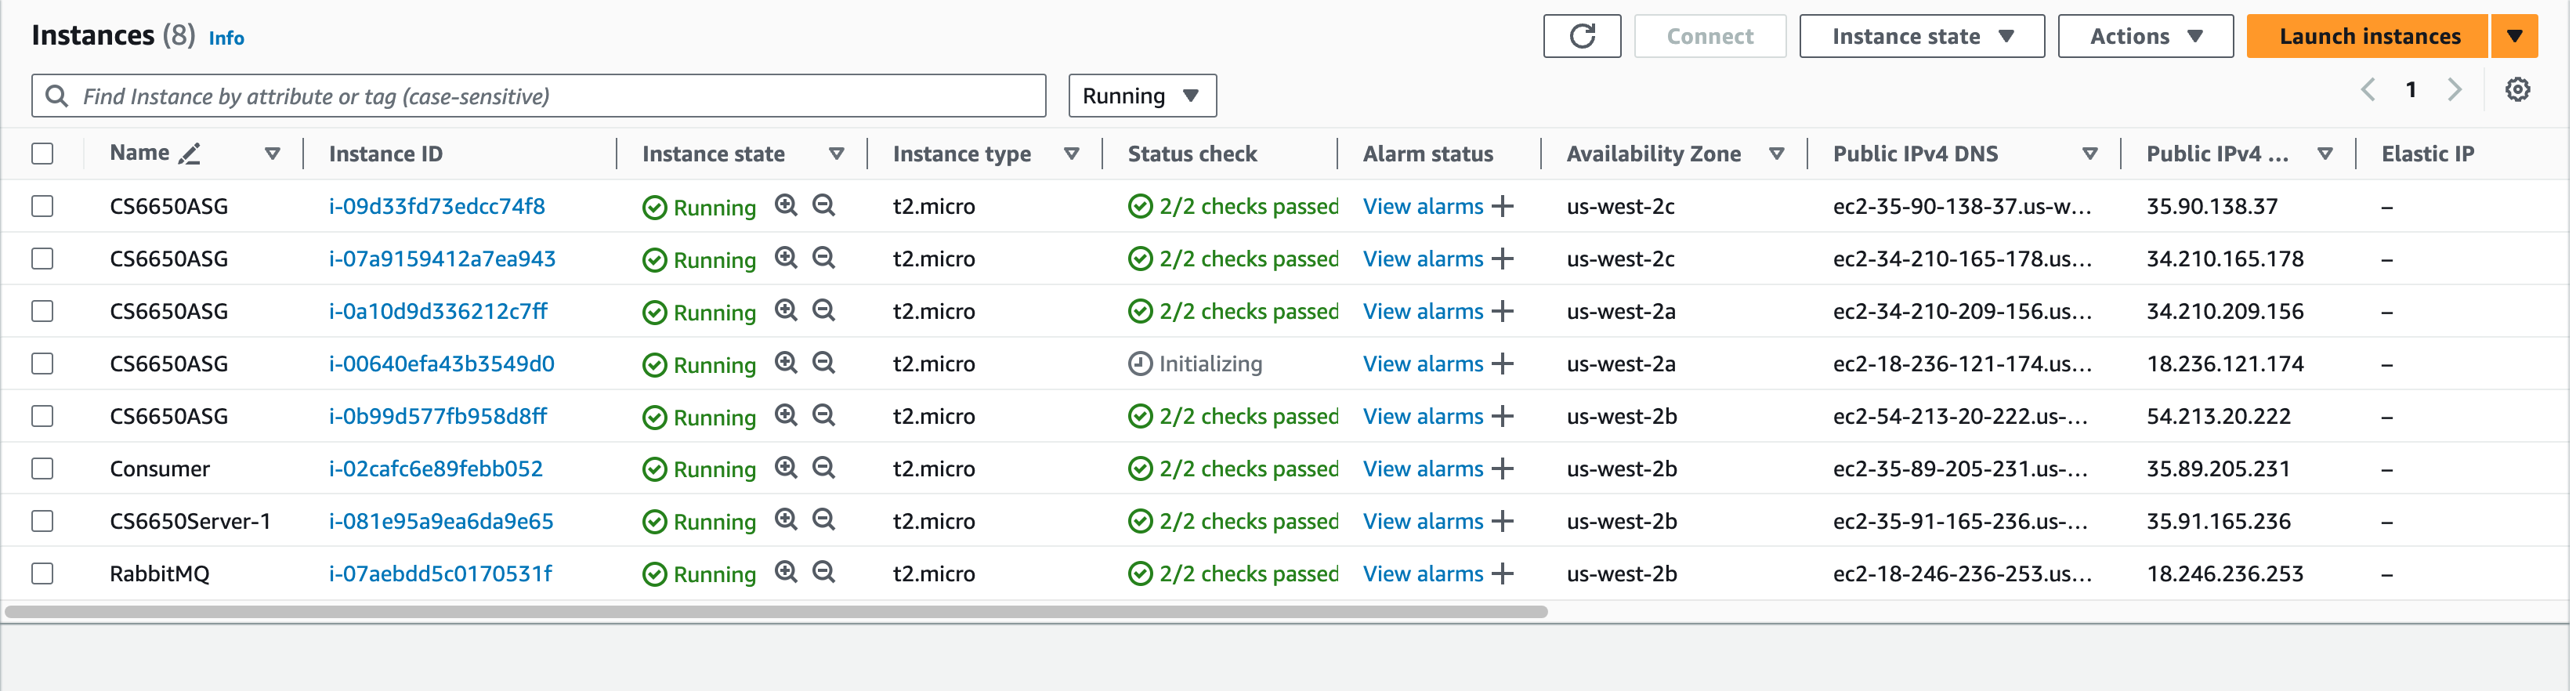 Instances (8) Info
Connect Instance state Actions Launch instances
Find Instance by attribute or tag (case-sensitive) Running 1
Name Instance ID Instance state Instance type Status check Alarm status Availability Zone Public IPv4 DNS Public IPv4 ... Elastic IP
CS6650ASG i-09d33fd73edcc74f8 Running t2.micro 2/2 checks passed View alarms + us-west-2c ec2-35-90-138-37.us-w... 35.90.138.37 –
CS6650ASG i-07a9159412a7ea943 Running t2.micro 2/2 checks passed View alarms + us-west-2c ec2-34-210-165-178.us... 34.210.165.178 –
CS6650ASG i-0a10d9d336212c7ff Running t2.micro 2/2 checks passed View alarms + us-west-2a ec2-34-210-209-156.us... 34.210.209.156 –
CS6650ASG i-00640efa43b3549d0 Running t2.micro Initializing View alarms + us-west-2a ec2-18-236-121-174.us... 18.236.121.174 –
CS6650ASG i-0b99d577fb958d8ff Running t2.micro 2/2 checks passed View alarms + us-west-2b ec2-54-213-20-222.us-... 54.213.20.222 –
Consumer i-02cafc6e89febb052 Running t2.micro 2/2 checks passed View alarms + us-west-2b ec2-35-89-205-231.us-... 35.89.205.231 –
CS6650Server-1 i-081e95a9ea6da9e65 Running t2.micro 2/2 checks passed View alarms + us-west-2b ec2-35-91-165-236.us-... 35.91.165.236 –
RabbitMQ i-07aebdd5c0170531f Running t2.micro 2/2 checks passed View alarms + us-west-2b ec2-18-246-236-253.us... 18.246.236.253 –